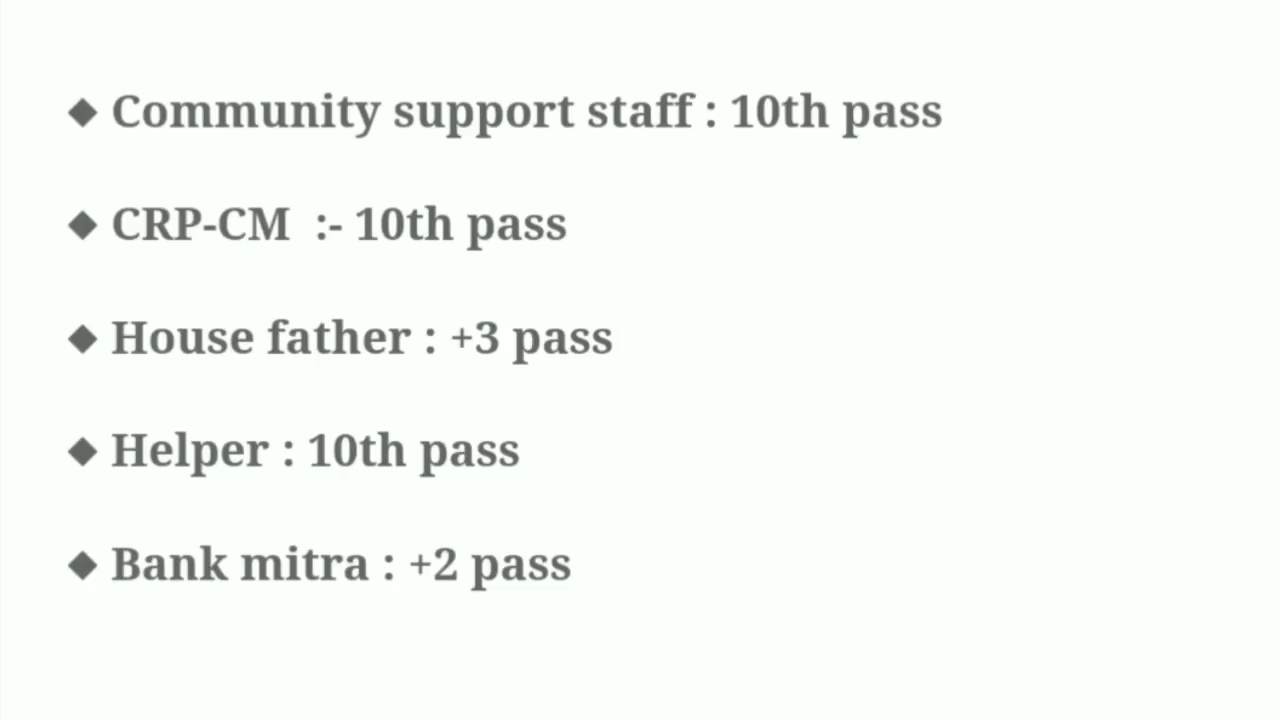 ◆ Community support staff : 10th pass
◆ CRP-CM :- 10th pass
◆ House father : +3 pass
◆ Helper : 10th pass
◆ Bank mitra : +2 pass